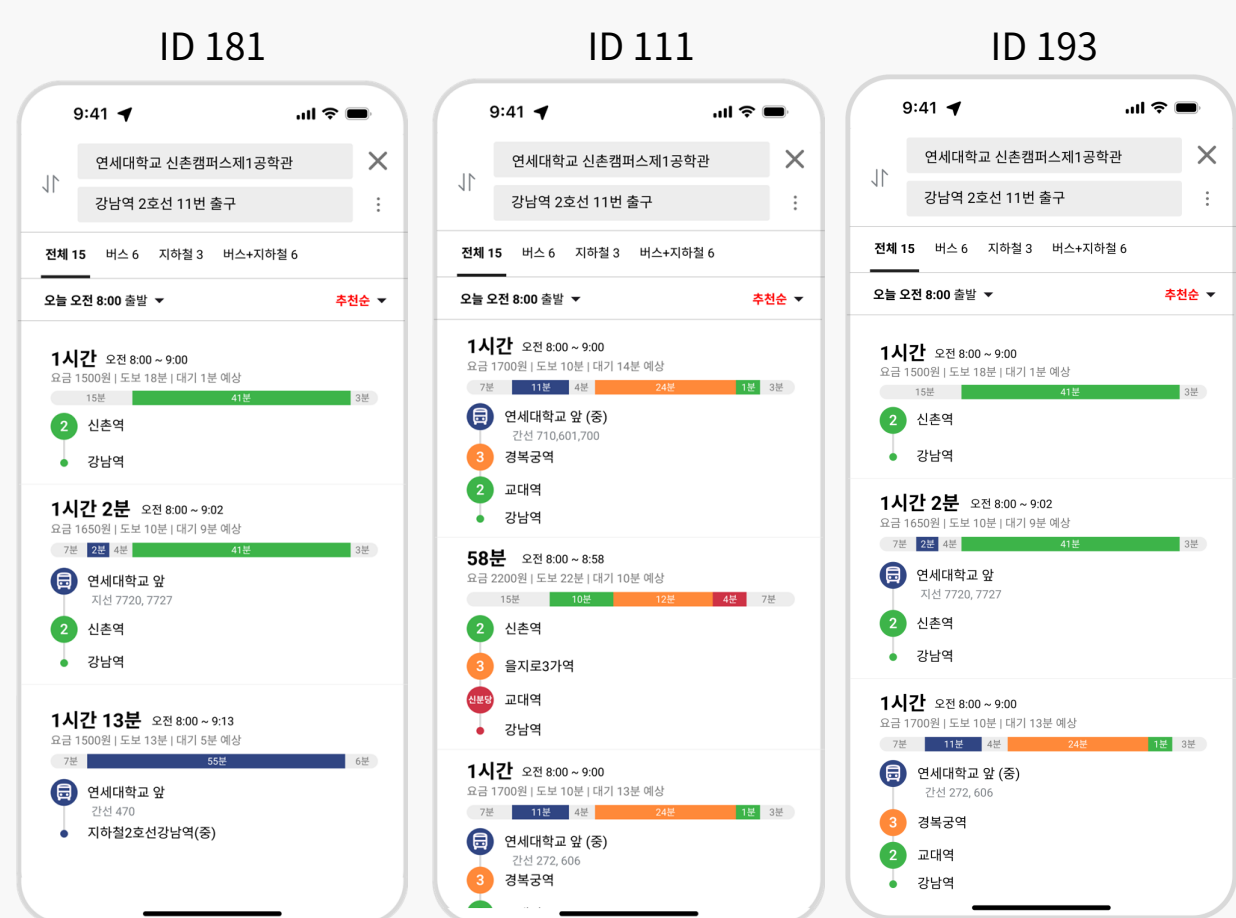 ID 181
9:41
연세대학교 신촌캠퍼스제1공학관
강남역 2호선 11번 출구
전체 15 버스 6 지하철 3 버스+지하철 6
오늘 오전 8:00 출발 추천순
1시간 오전 8:00 ~ 9:00
요금 1500원 | 도보 18분 | 대기 1분 예상
15분 41분 3분
2 신촌역
강남역
1시간 2분 오전 8:00 ~ 9:02
요금 1650원 | 도보 10분 | 대기 9분 예상
7분 2분 4분 41분 3분
연세대학교 앞
지선 7720, 7727
2 신촌역
강남역
1시간 13분 오전 8:00 ~ 9:13
요금 1500원 | 도보 13분 | 대기 5분 예상
7분 55분 6분
연세대학교 앞
간선 470
지하철2호선강남역(중)
ID 111
9:41
연세대학교 신촌캠퍼스제1공학관
강남역 2호선 11번 출구
전체 15 버스 6 지하철 3 버스+지하철 6
오늘 오전 8:00 출발 추천순
1시간 오전 8:00 ~ 9:00
요금 1700원 | 도보 10분 | 대기 14분 예상
7분 11분 4분 24분 1분 3분
연세대학교 앞 (중)
간선 710,601,700
3 경복궁역
2 교대역
강남역
58분 오전 8:00 ~ 8:58
요금 2200원 | 도보 22분 | 대기 10분 예상
15분 10분 12분 4분 7분
2 신촌역
3 을지로3가역
신분당 교대역
강남역
1시간 오전 8:00 ~ 9:00
요금 1700원 | 도보 10분 | 대기 13분 예상
7분 11분 4분 24분 1분 3분
연세대학교 앞 (중)
간선 272, 606
3 경복궁역
ID 193
9:41
연세대학교 신촌캠퍼스제1공학관
강남역 2호선 11번 출구
전체 15 버스 6 지하철 3 버스+지하철 6
오늘 오전 8:00 출발 추천순
1시간 오전 8:00 ~ 9:00
요금 1500원 | 도보 18분 | 대기 1분 예상
15분 41분 3분
2 신촌역
강남역
1시간 2분 오전 8:00 ~ 9:02
요금 1650원 | 도보 10분 | 대기 9분 예상
7분 2분 4분 41분 3분
연세대학교 앞
지선 7720, 7727
2 신촌역
강남역
1시간 오전 8:00 ~ 9:00
요금 1700원 | 도보 10분 | 대기 13분 예상
7분 11분 4분 24분 1분 3분
연세대학교 앞 (중)
간선 272, 606
3 경복궁역
2 교대역
강남역